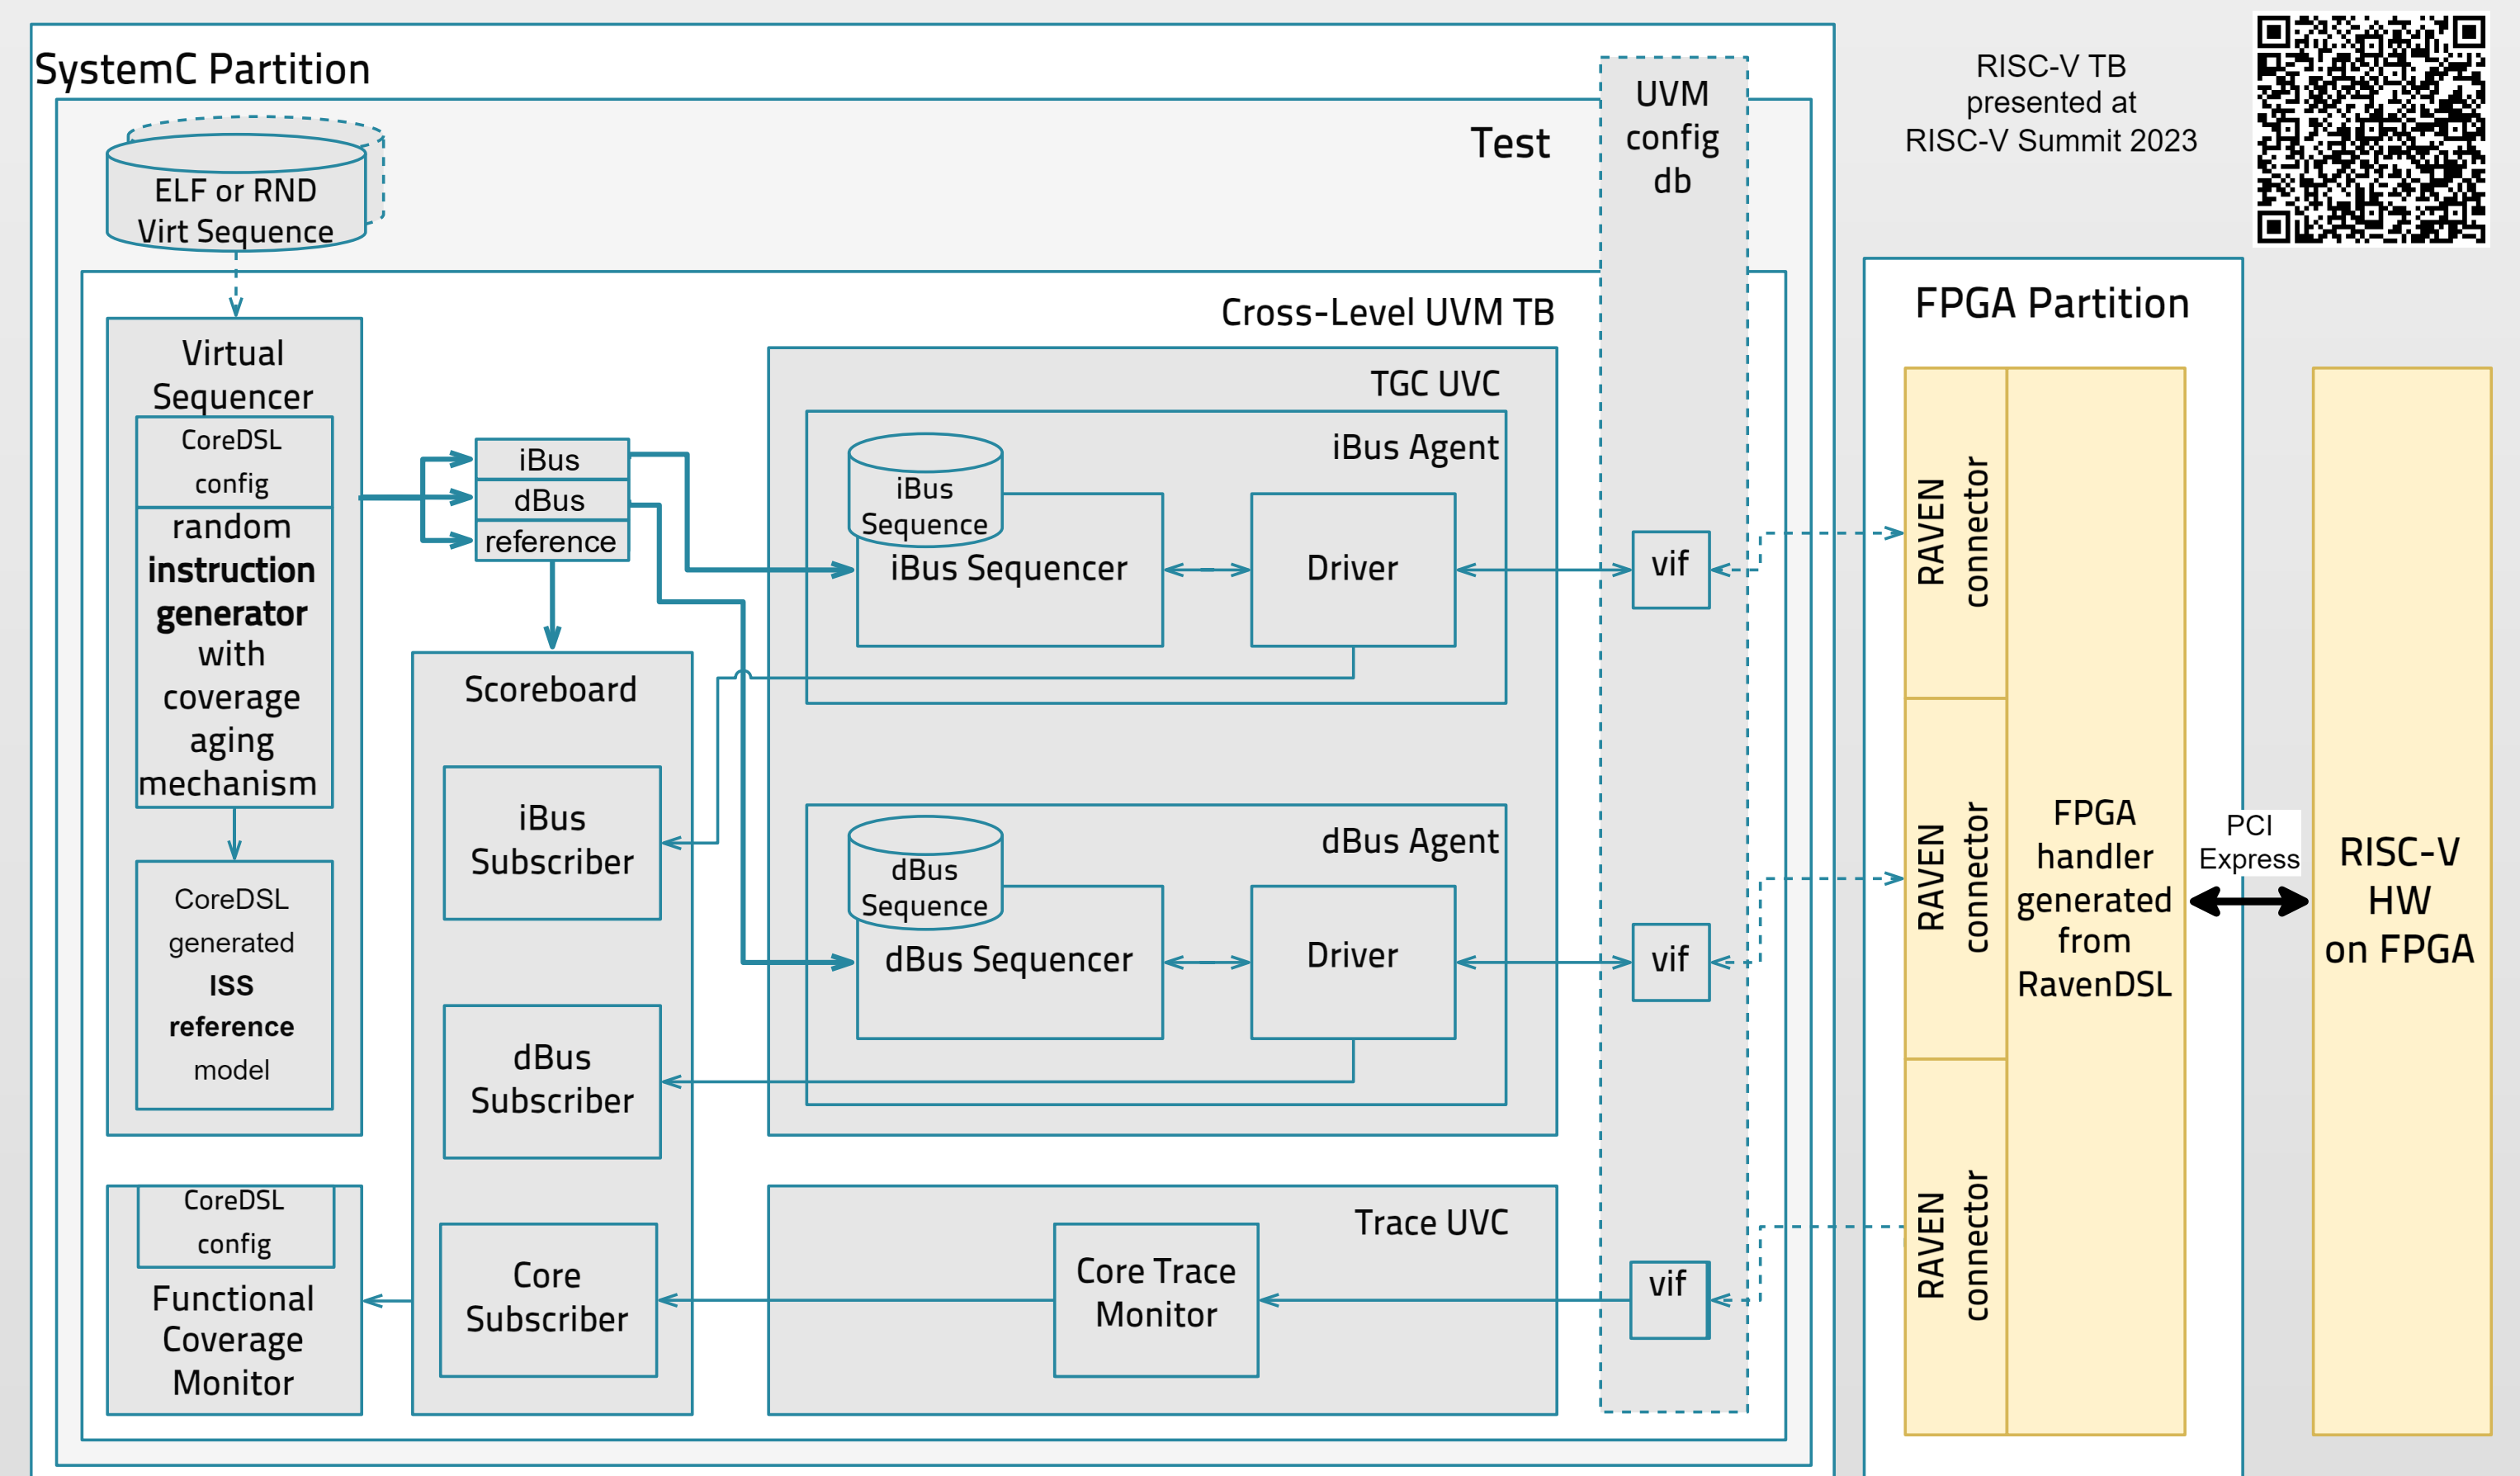 SystemC Partition
Test
UVM
config
db
RISC-V TB
presented at
RISC-V Summit 2023
ELF or RND
Virt Sequence
Cross-Level UVM TB
FPGA Partition
Virtual
Sequencer
CoreDSL
config
random
instruction
generator
with
coverage
aging
mechanism
CoreDSL
generated
ISS
reference
model
iBus
dBus
reference
TGC UVC
iBus Agent
iBus
Sequence
iBus Sequencer
Driver
vif
RAVEN
connector
Scoreboard
iBus
Subscriber
dBus
Subscriber
Core
Subscriber
dBus Agent
dBus
Sequence
dBus Sequencer
Driver
vif
RAVEN
connector
FPGA
handler
generated
from
RavenDSL
PCI
Express
RISC-V
HW
on FPGA
CoreDSL
config
Functional
Coverage
Monitor
Trace UVC
Core Trace
Monitor
vif
RAVEN
connector